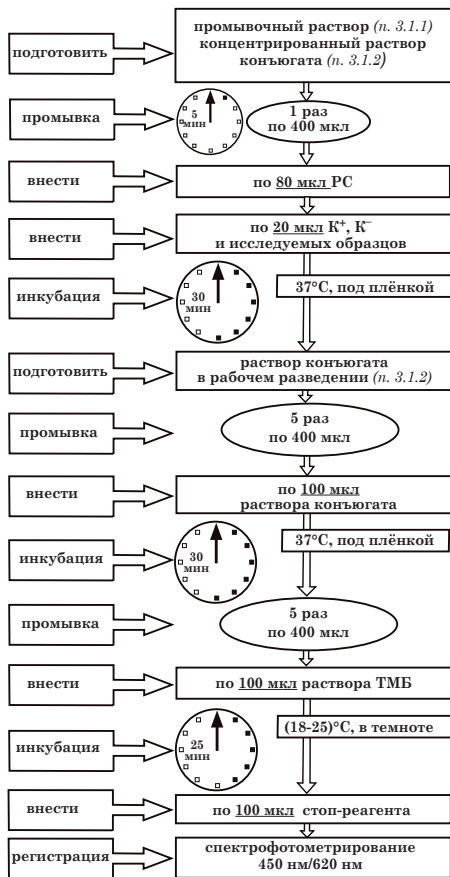 промывочный раствор (п. 3.1.1)
концентрированный раствор
подготовить
конъюгата (п. 3.1.2)
промывка
5
мин
1 раз
по 400 мкл
внести
по 80 мкл РС
внести
по 20 мкл К⁺, К⁻
и исследуемых образцов
инкубация
30
мин
37°С, под плёнкой
подготовить
раствор конъюгата
в рабочем разведении (п. 3.1.2)
промывка
5 раз
по 400 мкл
внести
по 100 мкл
раствора конъюгата
инкубация
30
мин
37°С, под плёнкой
промывка
5 раз
по 400 мкл
внести
по 100 мкл раствора ТМБ
инкубация
25
мин
(18-25)°С, в темноте
внести
по 100 мкл стоп-реагента
регистрация
спектрофотометрирование
450 нм/620 нм